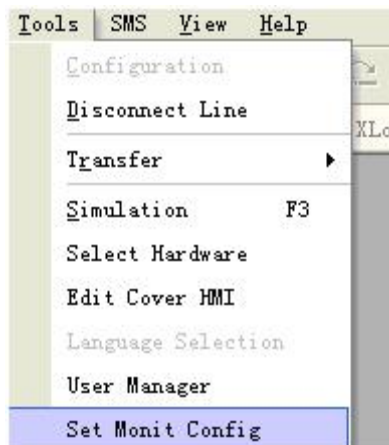 Tools SMS View Help
Configuration
Disconnect Line
XLo
Transfer
Simulation F3
Select Hardware
Edit Cover HMI
Language Selection
User Manager
Set Monit Config